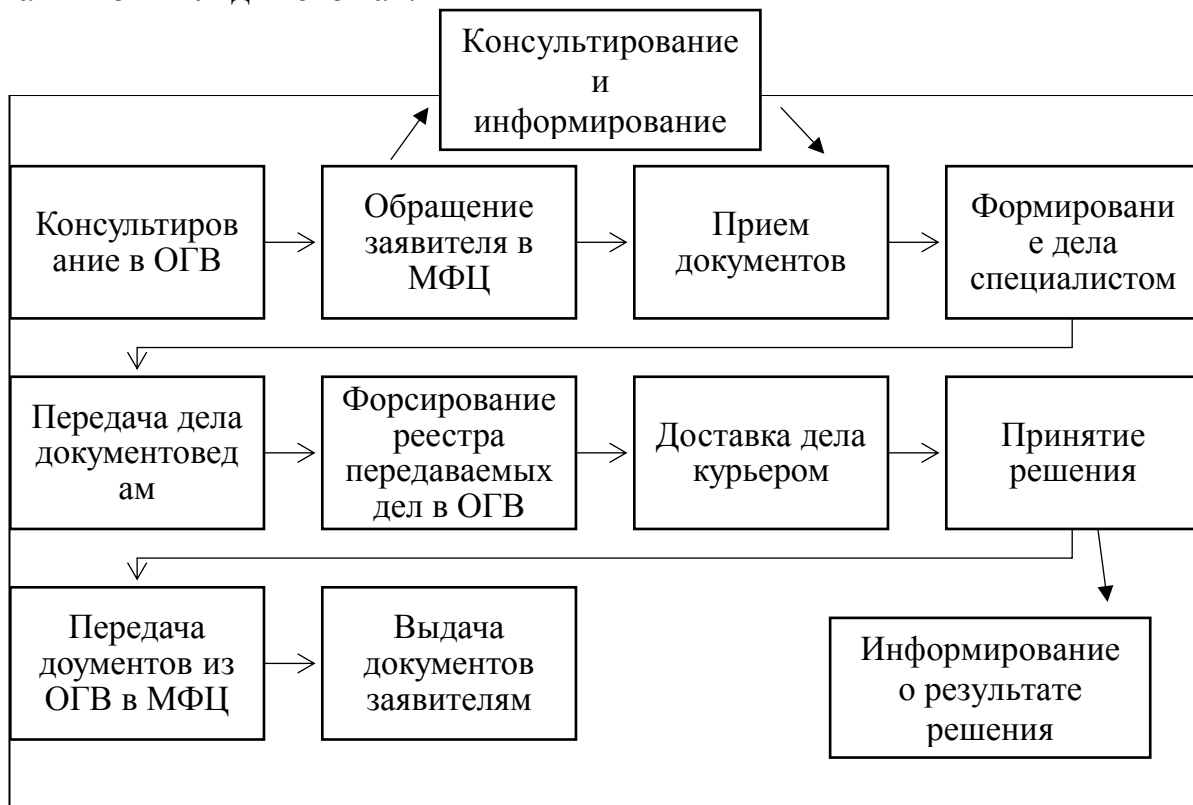 Консультирование
и
информирование
Консультиров
ание в ОГВ
Обращение
заявителя в
МФЦ
Прием
документов
Формировани
е дела
специалистом
Передача дела
документовед
ам
Форсирование
реестра
передаваемых
дел в ОГВ
Доставка дела
курьером
Принятие
решения
Передача
доументов из
ОГВ в МФЦ
Выдача
документов
заявителям
Информирование
о результате
решения